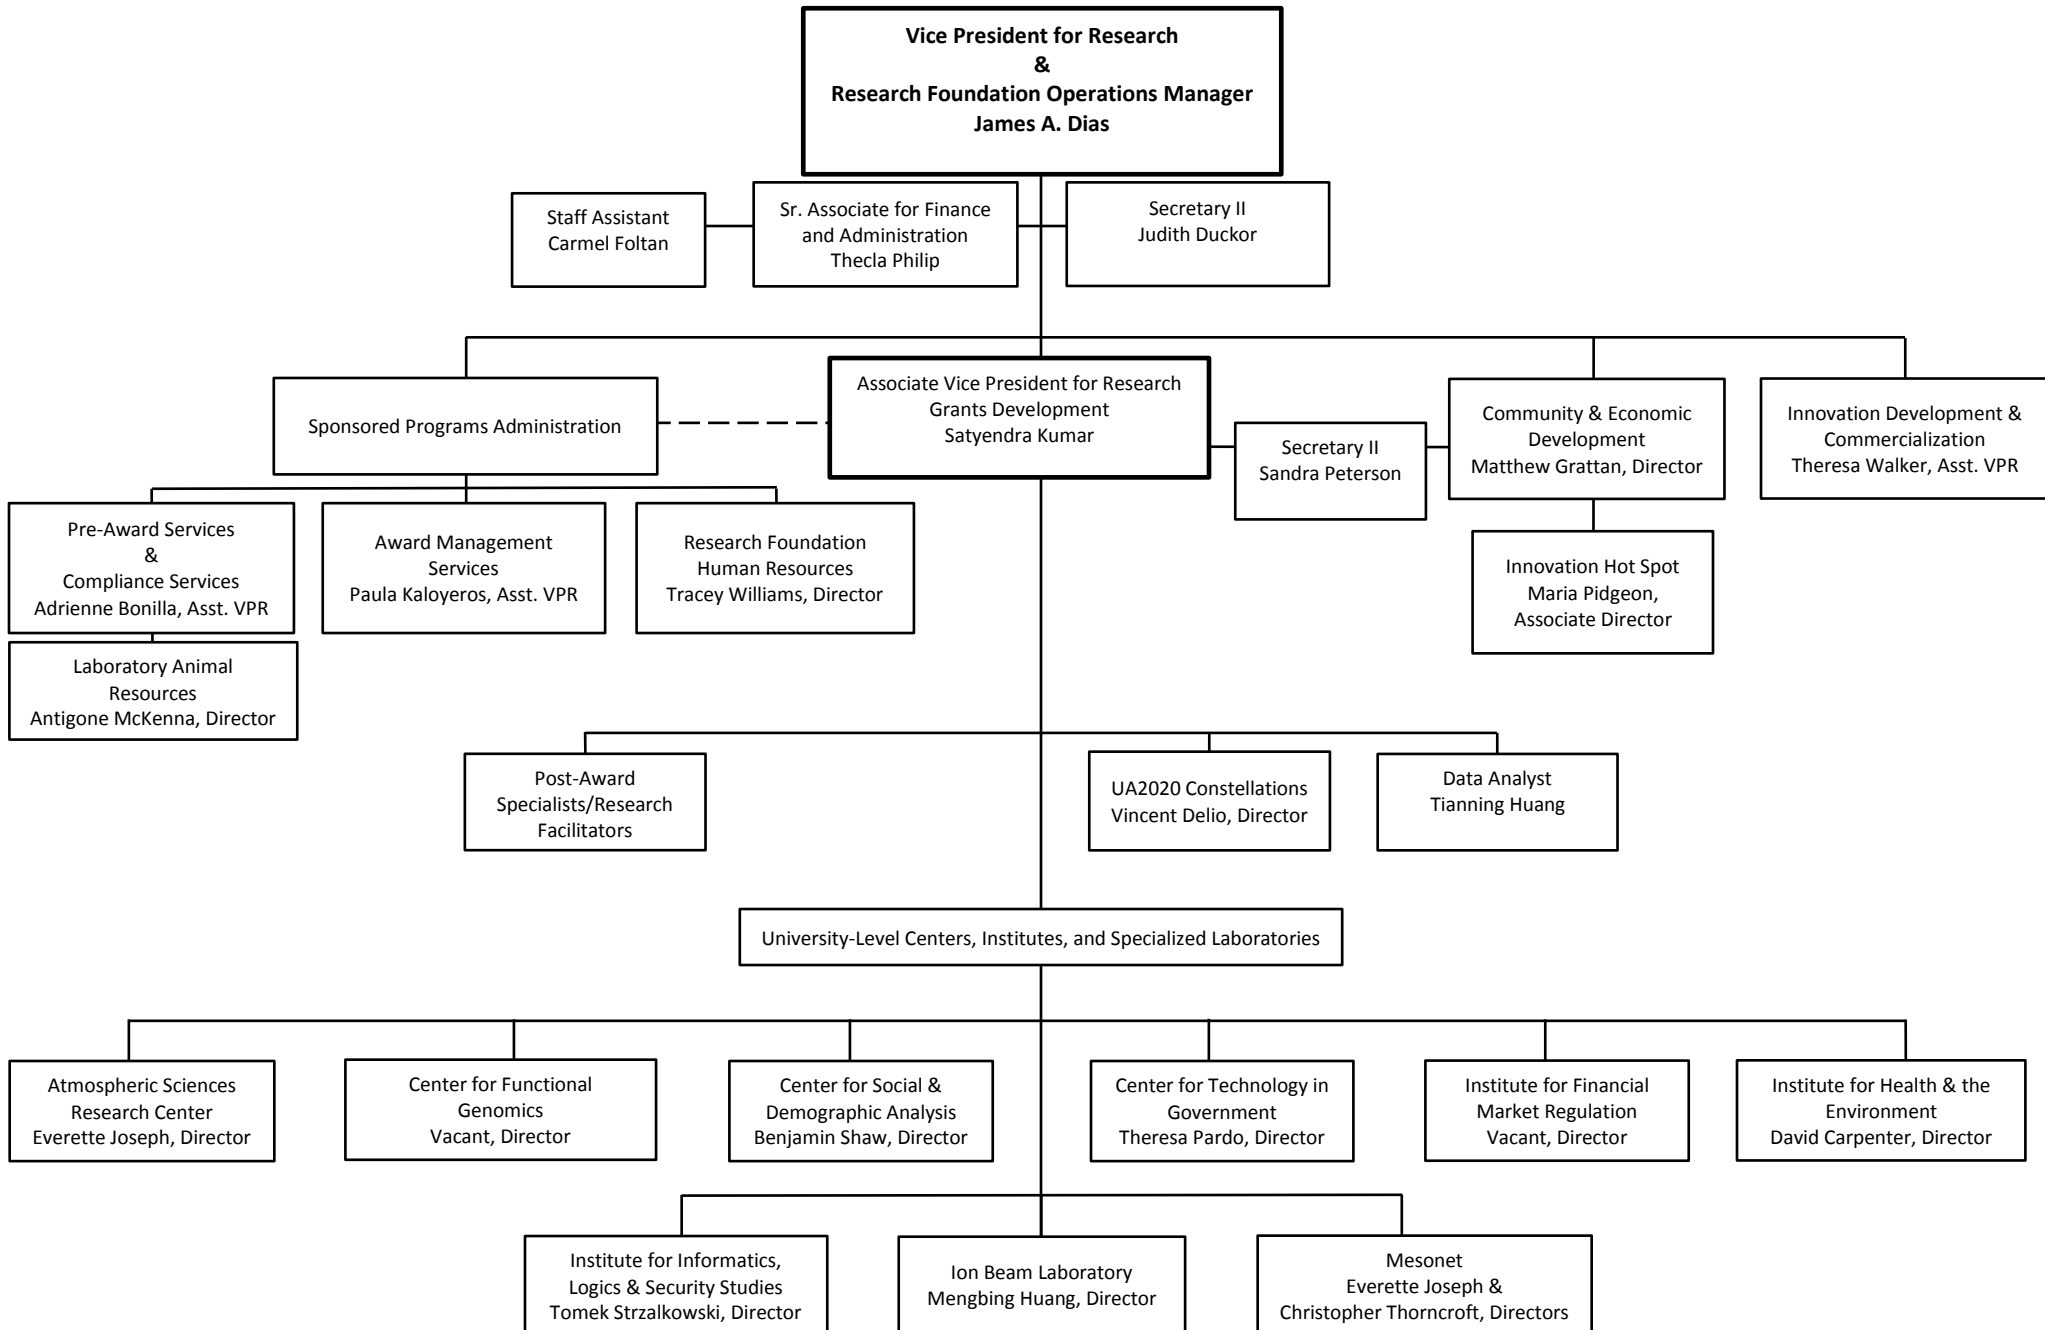 Vice President for Research
&
Research Foundation Operations Manager
James A. Dias
Staff Assistant
Carmel Foltan
Sr. Associate for Finance
and Administration
Thecla Philip
Secretary II
Judith Duckor
Sponsored Programs Administration
Associate Vice President for Research
Grants Development
Satyendra Kumar
Secretary II
Sandra Peterson
Community & Economic
Development
Matthew Grattan, Director
Innovation Development &
Commercialization
Theresa Walker, Asst. VPR
Pre-Award Services
&
Compliance Services
Adrienne Bonilla, Asst. VPR
Award Management
Services
Paula Kaloyeros, Asst. VPR
Research Foundation
Human Resources
Tracey Williams, Director
Innovation Hot Spot
Maria Pidgeon,
Associate Director
Laboratory Animal
Resources
Antigone McKenna, Director
Post-Award
Specialists/Research
Facilitators
UA2020 Constellations
Vincent Delio, Director
Data Analyst
Tianning Huang
University-Level Centers, Institutes, and Specialized Laboratories
Atmospheric Sciences
Research Center
Everette Joseph, Director
Center for Functional
Genomics
Vacant, Director
Center for Social &
Demographic Analysis
Benjamin Shaw, Director
Center for Technology in
Government
Theresa Pardo, Director
Institute for Financial
Market Regulation
Vacant, Director
Institute for Health & the
Environment
David Carpenter, Director
Institute for Informatics,
Logics & Security Studies
Tomek Strzalkowski, Director
Ion Beam Laboratory
Mengbing Huang, Director
Mesonet
Everette Joseph &
Christopher Thorncroft, Directors